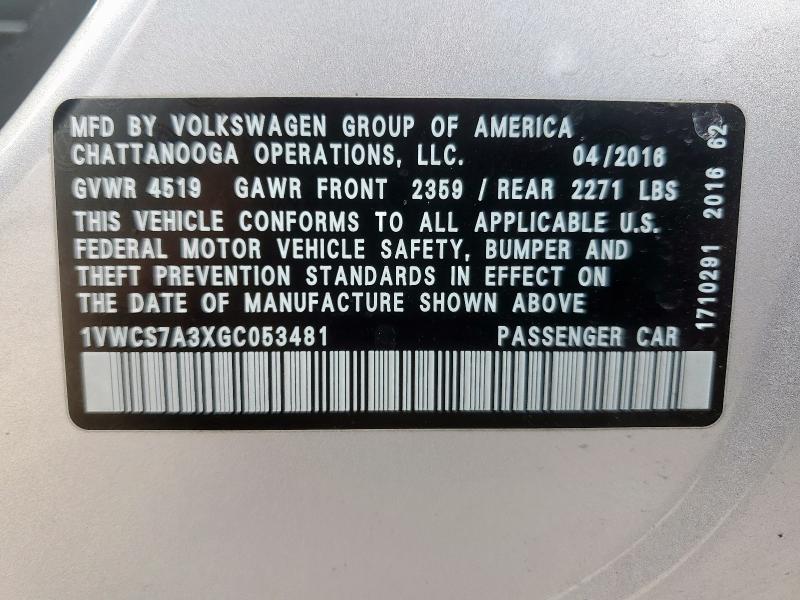 MFD BY VOLKSWAGEN GROUP OF AMERICA
CHATTANOOGA OPERATIONS, LLC. 04/2016
GVWR 4519 GAWR FRONT 2359 / REAR 2271 LBS
THIS VEHICLE CONFORMS TO ALL APPLICABLE U.S.
FEDERAL MOTOR VEHICLE SAFETY, BUMPER AND
THEFT PREVENTION STANDARDS IN EFFECT ON
THE DATE OF MANUFACTURE SHOWN ABOVE
1VWCS7A3XGC053481 PASSENGER CAR
1710291 2016 62